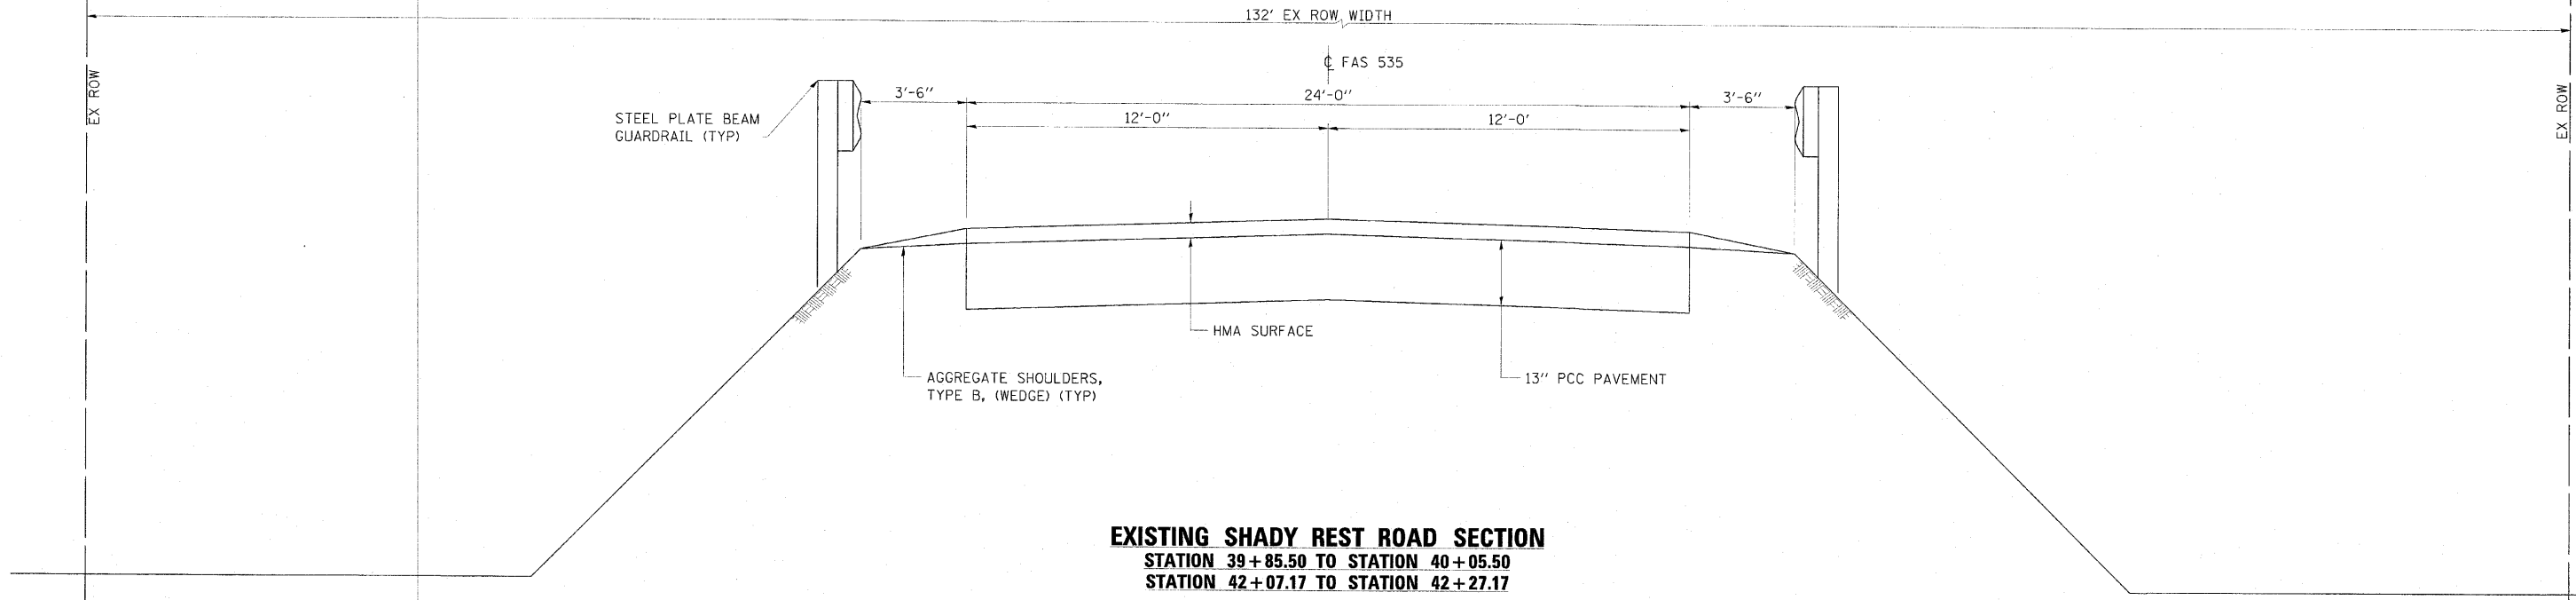 132' EX ROW WIDTH
℄ FAS 535
EX ROW
EX ROW
STEEL PLATE BEAM
GUARDRAIL (TYP)
3'-6"
24'-0"
3'-6"
12'-0"
12'-0'
HMA SURFACE
AGGREGATE SHOULDERS,
TYPE B, (WEDGE) (TYP)
13" PCC PAVEMENT
EXISTING SHADY REST ROAD SECTION
STATION 39+85.50 TO STATION 40+05.50
STATION 42+07.17 TO STATION 42+27.17